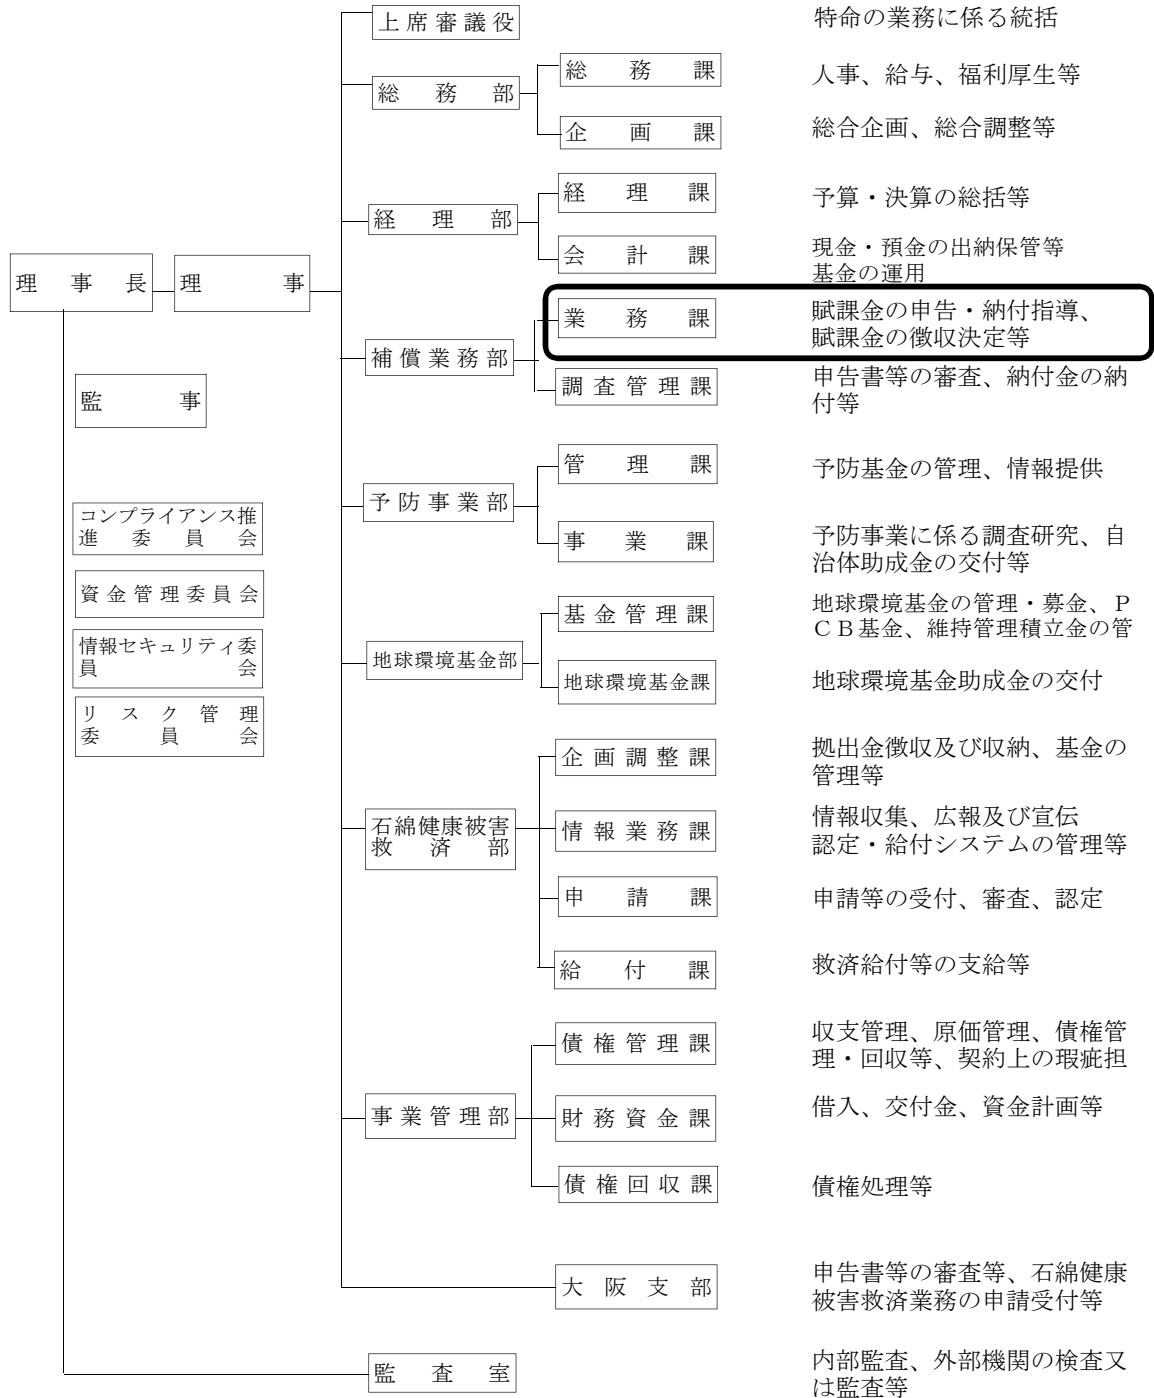 上席審議役
特命の業務に係る統括
総務部
総務課
人事、給与、福利厚生等
企画課
総合企画、総合調整等
経理部
経理課
予算・決算の総括等
会計課
現金・預金の出納保管等
基金の運用
理事長
理事
補償業務部
業務課
賦課金の申告・納付指導、
賦課金の徴収決定等
調査管理課
申告書等の審査、納付金の納
付等
監事
予防事業部
管理課
予防基金の管理、情報提供
事業課
予防事業に係る調査研究、自
治体助成金の交付等
コンプライアンス推
進委員会
資金管理委員会
情報セキュリティ委
員会
リスク管理
委員会
地球環境基金部
基金管理課
地球環境基金の管理・募金、Ｐ
ＣＢ基金、維持管理積立金の管
地球環境基金課
地球環境基金助成金の交付
石綿健康被害
救済部
企画調整課
拠出金徴収及び収納、基金の
管理等
情報業務課
情報収集、広報及び宣伝
認定・給付システムの管理等
申請課
申請等の受付、審査、認定
給付課
救済給付等の支給等
事業管理部
債権管理課
収支管理、原価管理、債権管
理・回収等、契約上の瑕疵担
財務資金課
借入、交付金、資金計画等
債権回収課
債権処理等
大阪支部
申告書等の審査等、石綿健康
被害救済業務の申請受付等
監査室
内部監査、外部機関の検査又
は監査等